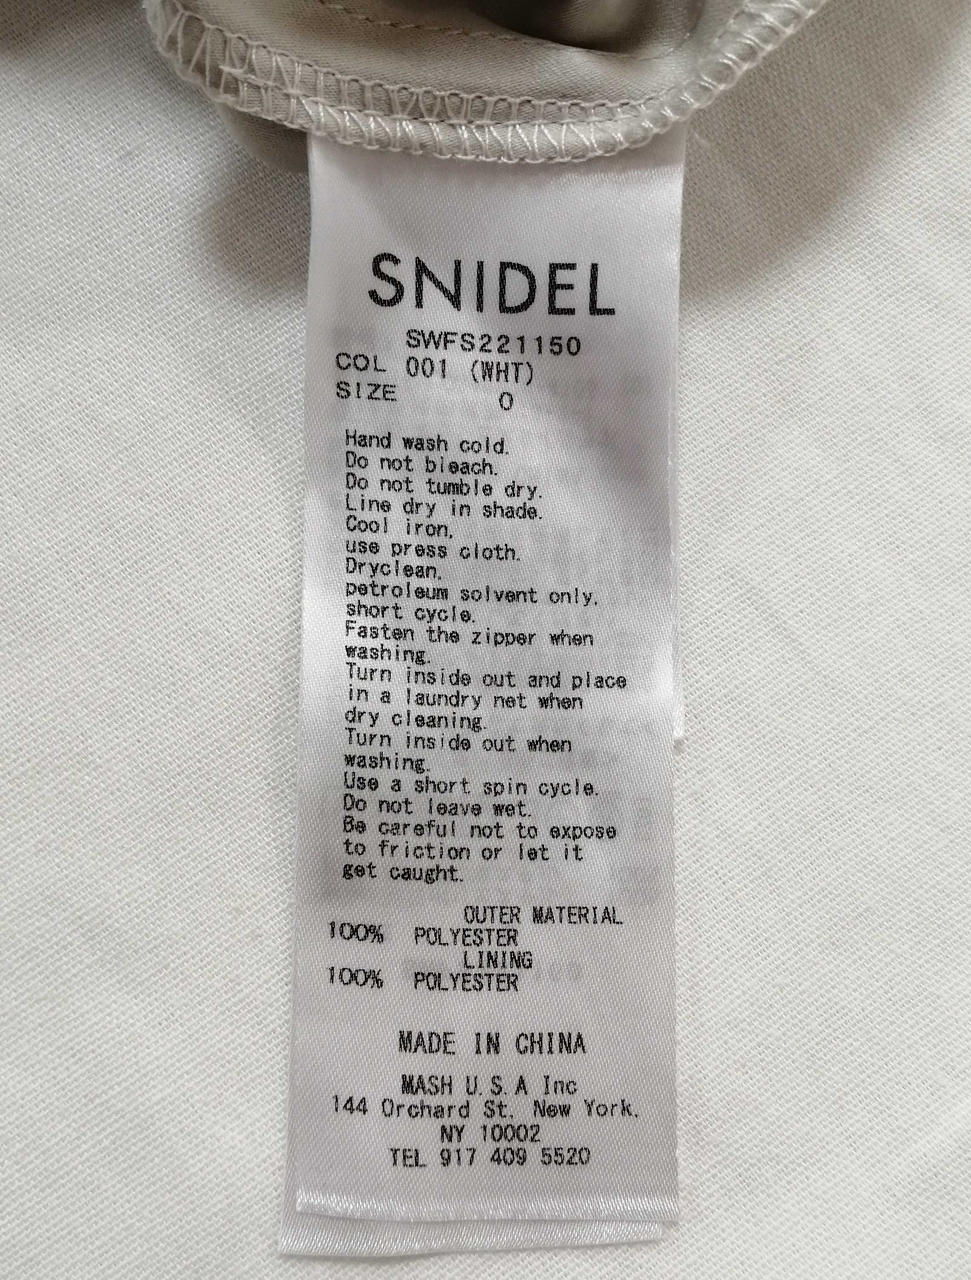 SNIDEL
SWFS221150
COL 001 (WHT)
SIZE 0
Hand wash cold.
Do not bleach.
Do not tumble dry.
Line dry in shade.
Cool iron,
use press cloth.
Dryclean,
petroleum solvent only,
short cycle.
Fasten the zipper when
washing.
Turn inside out and place
in a laundry net when
dry cleaning.
Turn inside out when
washing.
Use a short spin cycle.
Do not leave wet.
Be careful not to expose
to friction or let it
get caught.
OUTER MATERIAL
100% POLYESTER
LINING
100% POLYESTER
MADE IN CHINA
MASH U.S.A Inc
144 Orchard St, New York,
NY 10002
TEL 917 409 5520